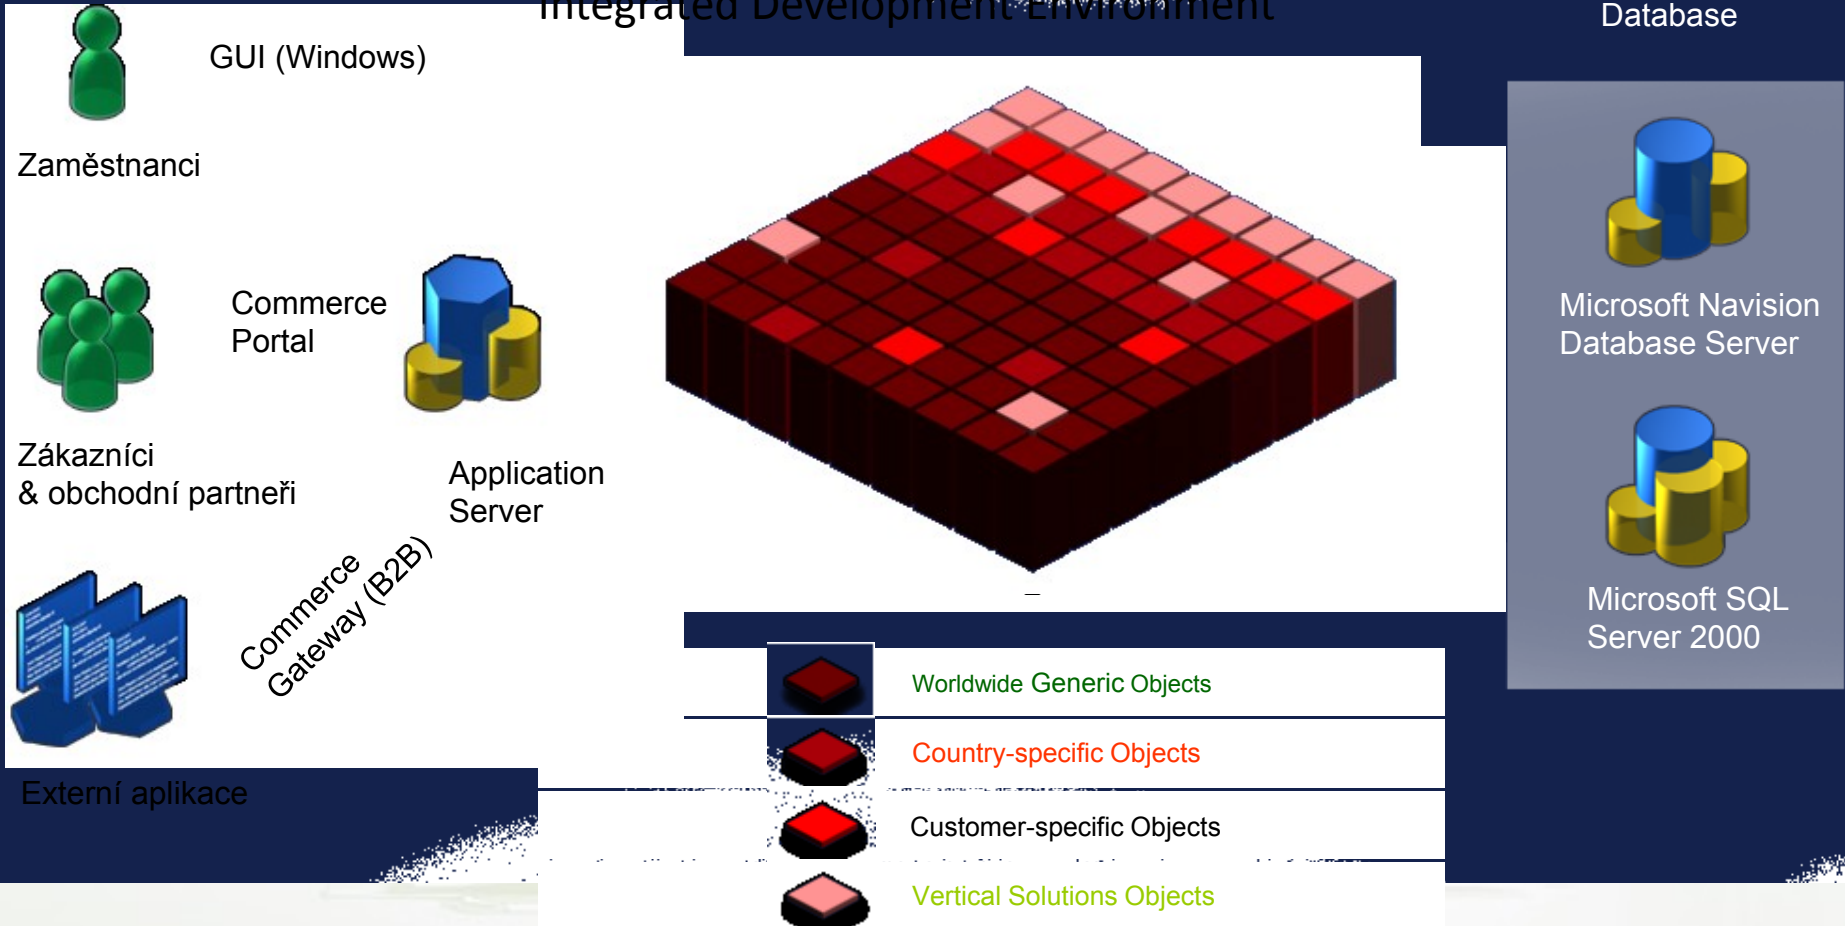 Integrated Development Environment
Database
GUI (Windows)
Zaměstnanci
Commerce
Portal
Zákazníci
& obchodní partneři
Application
Server
Commerce
Gateway (B2B)
Externí aplikace
Microsoft Navision
Database Server
Microsoft SQL
Server 2000
Worldwide Generic Objects
Country-specific Objects
Customer-specific Objects
Vertical Solutions Objects